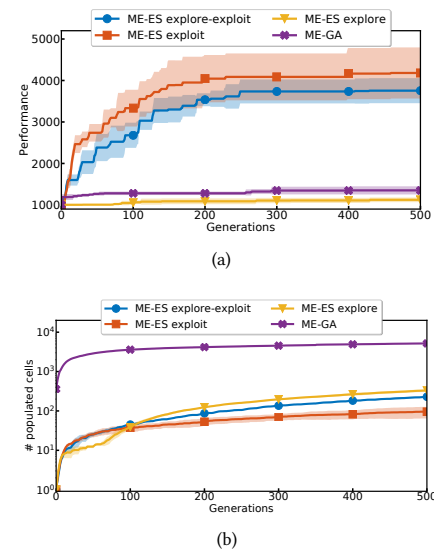 ME-ES explore-exploit ME-ES explore
ME-ES exploit ME-GA
5000
4000
3000
2000
1000
Performance
0 100 200 300 400 500
Generations
(a)
ME-ES explore-exploit ME-ES explore
ME-ES exploit ME-GA
10^4
10^3
10^2
10^1
10^0
# populated cells
0 100 200 300 400 500
Generations
(b)